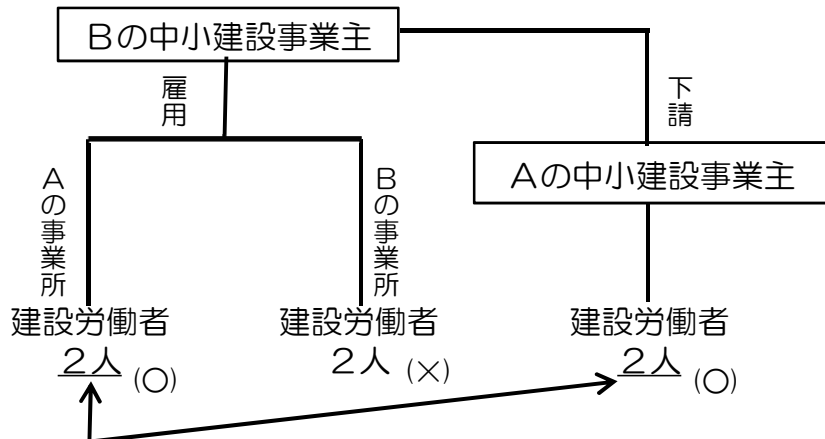 Bの中小建設事業主
雇用
下請
Aの中小建設事業主
Aの事業所
Bの事業所
建設労働者
2人(〇)
建設労働者
2人(×)
建設労働者
2人(〇)